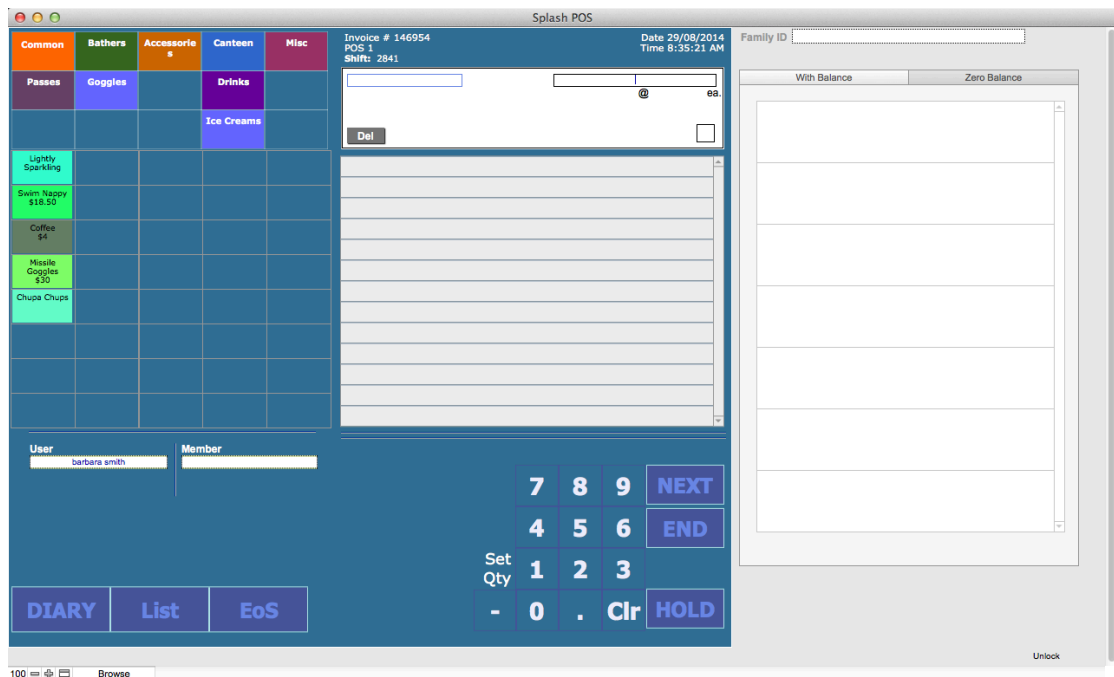 Splash POS
Common
Bathers
Accessorie
s
Canteen
Misc
Passes
Goggles
Drinks
Ice Creams
Lightly
Sparkling
Swim Nappy
$18.50
Coffee
$4
Missile
Goggles
$30
Chupa Chups
Invoice # 146954
POS 1
Shift: 2841
Date 29/08/2014
Time 8:35:21 AM
@ ea.
Del
User
barbara smith
Member
DIARY List EoS
7 8 9 NEXT
4 5 6 END
Set
Qty
1 2 3
- 0 . Clr HOLD
Family ID
With Balance
Zero Balance
Unlock
100
Browse